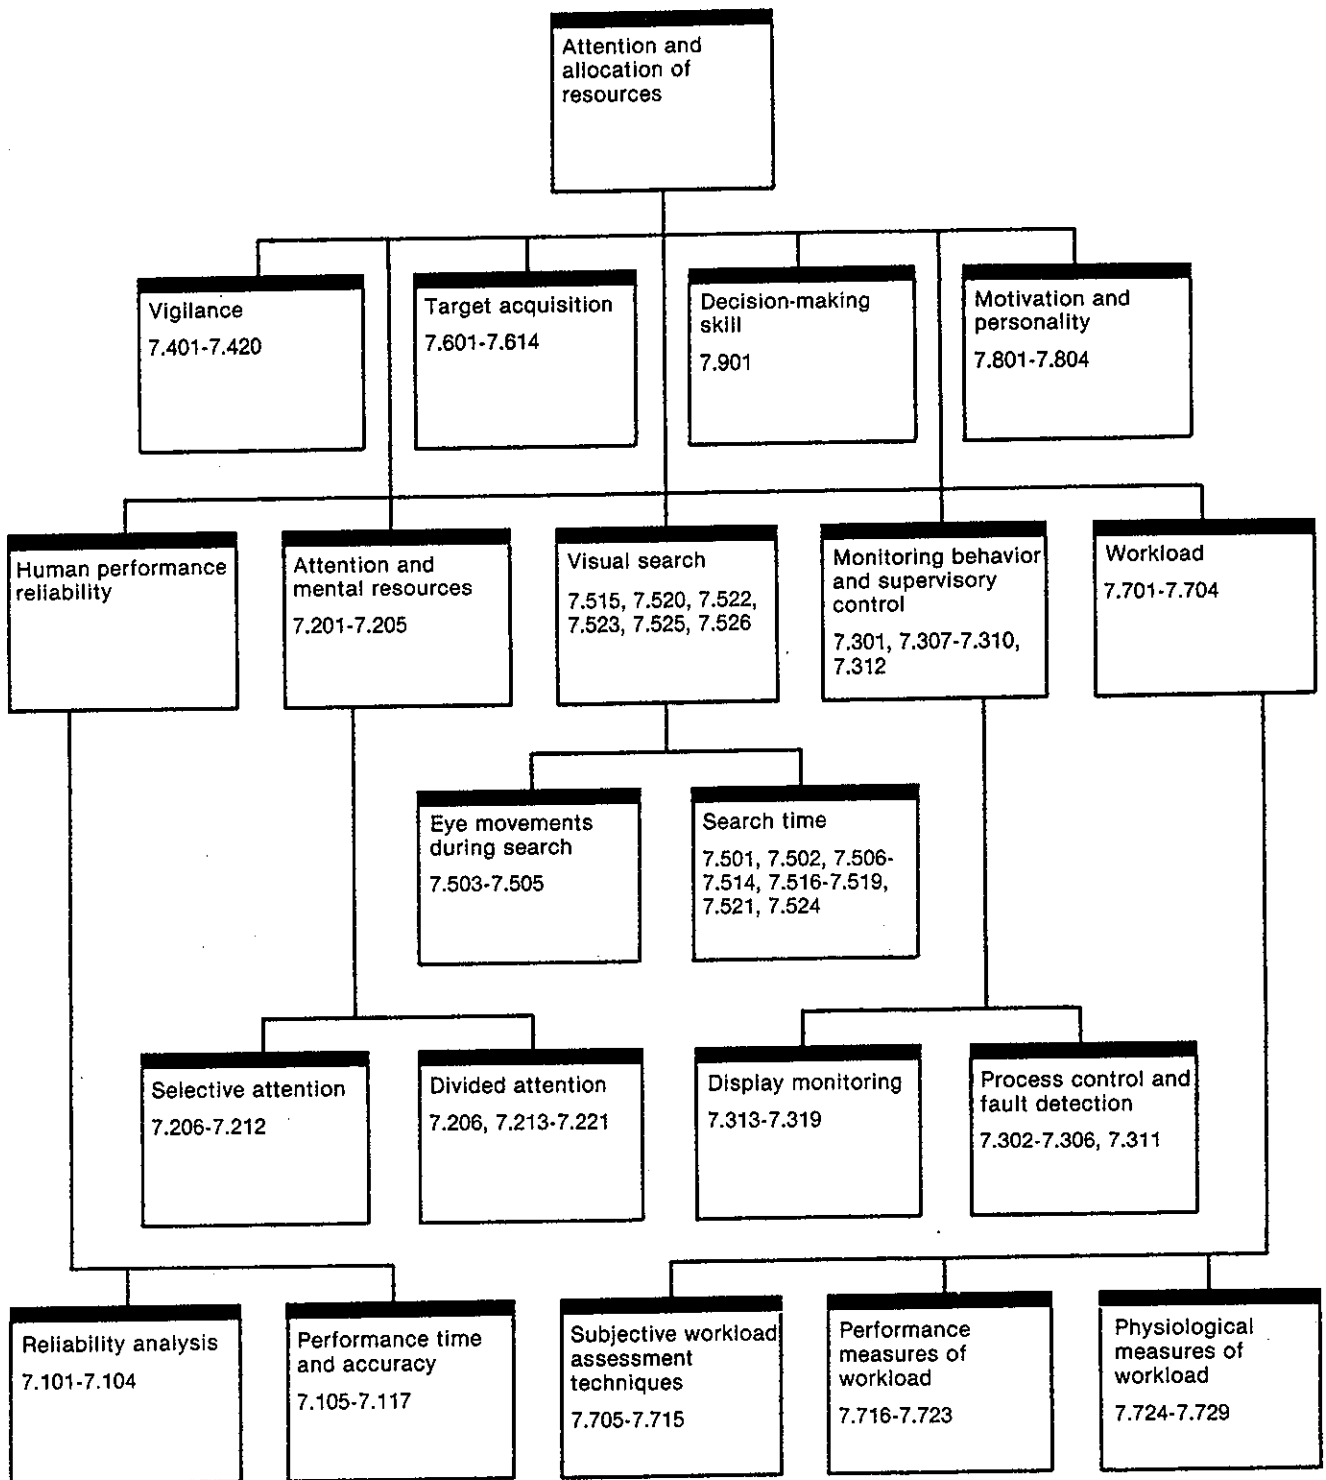 Attention and
allocation of
resources
Vigilance
7.401-7.420
Target acquisition
7.601-7.614
Decision-making
skill
7.901
Motivation and
personality
7.801-7.804
Human performance
reliability
Attention and
mental resources
7.201-7.205
Visual search
7.515, 7.520, 7.522,
7.523, 7.525, 7.526
Monitoring behavior
and supervisory
control
7.301, 7.307-7.310,
7.312
Workload
7.701-7.704
Eye movements
during search
7.503-7.505
Search time
7.501, 7.502, 7.506-
7.514, 7.516-7.519,
7.521, 7.524
Selective attention
7.206-7.212
Divided attention
7.206, 7.213-7.221
Display monitoring
7.313-7.319
Process control and
fault detection
7.302-7.306, 7.311
Reliability analysis
7.101-7.104
Performance time
and accuracy
7.105-7.117
Subjective workload
assessment
techniques
7.705-7.715
Performance
measures of
workload
7.716-7.723
Physiological
measures of
workload
7.724-7.729